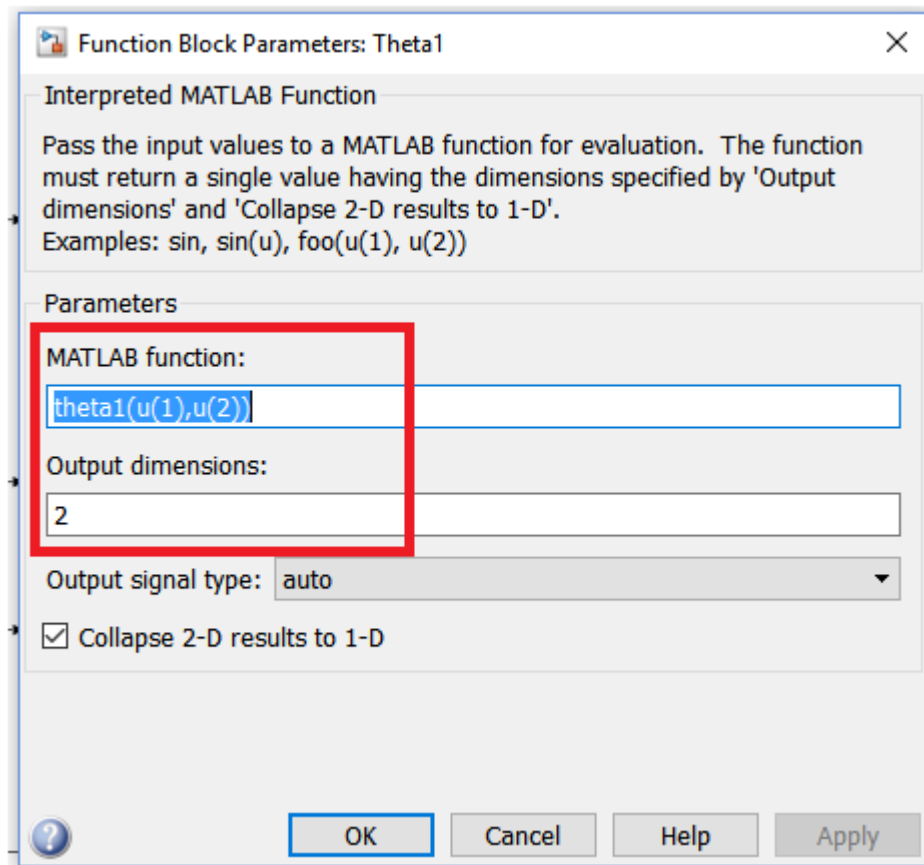 Function Block Parameters: Theta1
Interpreted MATLAB Function
Pass the input values to a MATLAB function for evaluation.  The function
must return a single value having the dimensions specified by 'Output
dimensions' and 'Collapse 2-D results to 1-D'.
Examples: sin, sin(u), foo(u(1), u(2))
Parameters
MATLAB function:
theta1(u(1),u(2))
Output dimensions:
2
Output signal type: auto
Collapse 2-D results to 1-D
? OK Cancel Help Apply